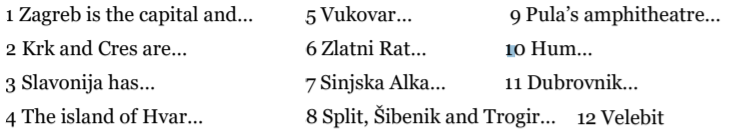 1 Zagreb is the capital and...
2 Krk and Cres are...
3 Slavonija has...
4 The island of Hvar...
5 Vukovar...
6 Zlatni Rat...
7 Sinjska Alka...
8 Split, Šibenik and Trogir...
9 Pula’s amphitheatre...
10 Hum...
11 Dubrovnik...
12 Velebit